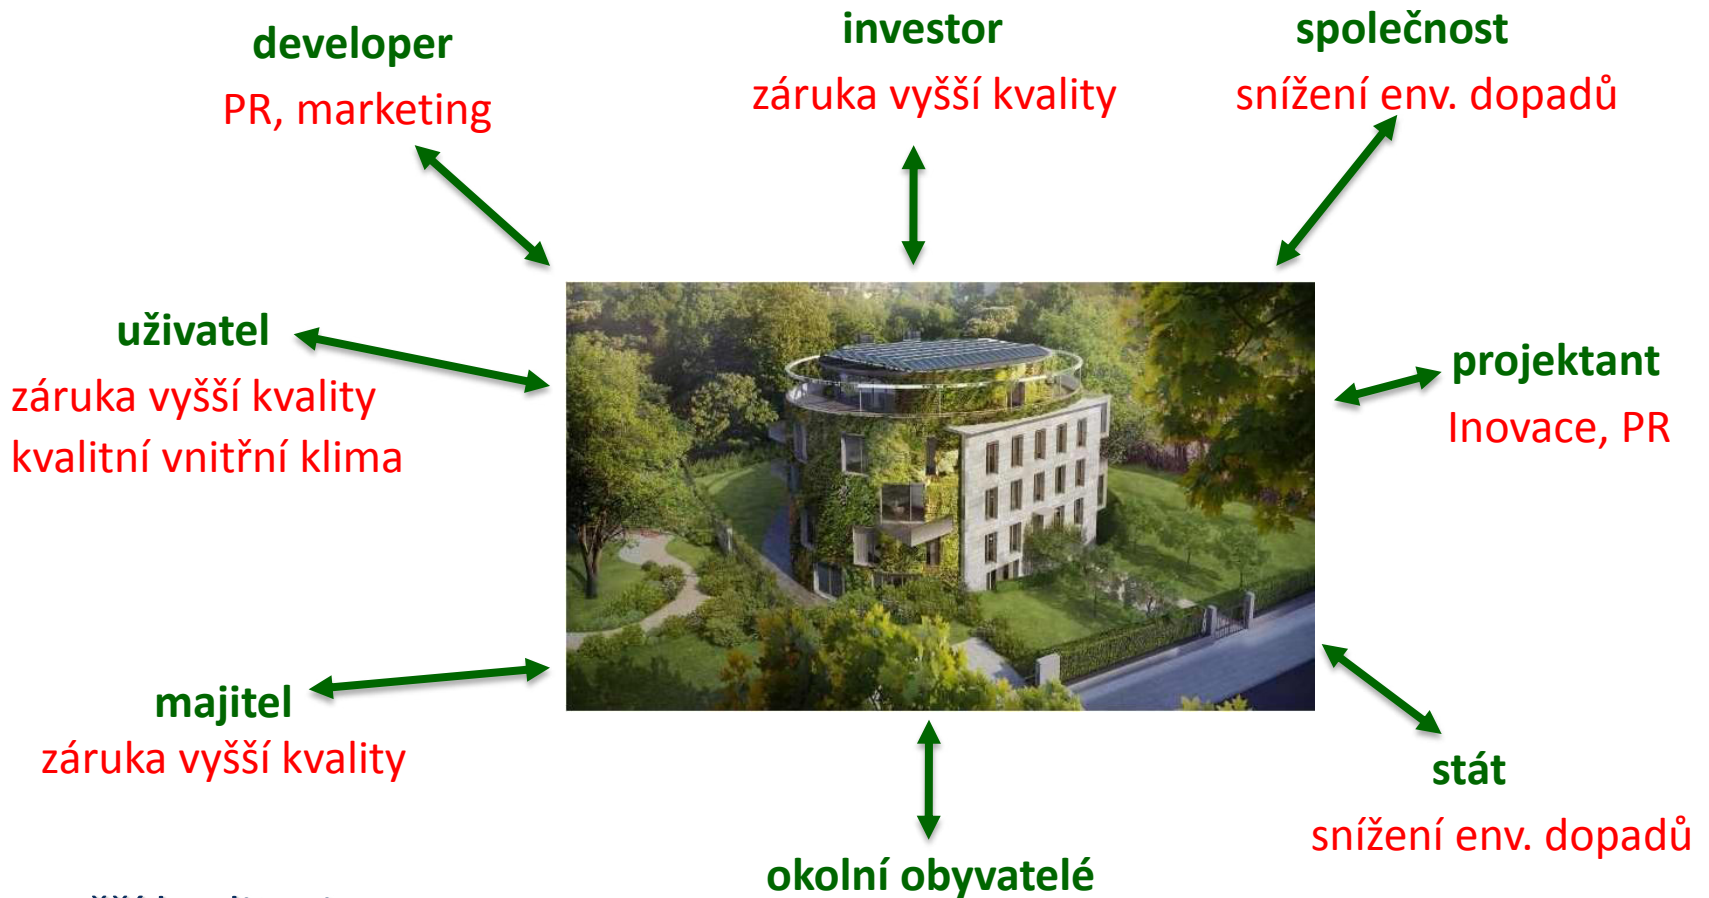 developer
PR, marketing
investor
záruka vyšší kvality
společnost
snížení env. dopadů
uživatel
záruka vyšší kvality
kvalitní vnitřní klima
projektant
Inovace, PR
majitel
záruka vyšší kvality
stát
snížení env. dopadů
okolní obyvatelé